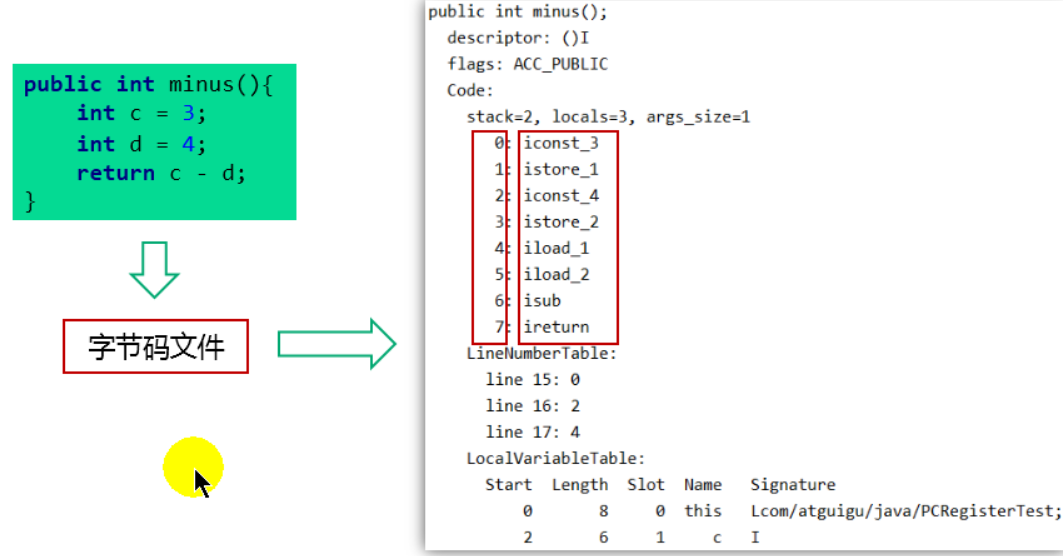 public int minus(){
int c = 3;
int d = 4;
return c - d;
}
字节码文件
public int minus();
descriptor: ()I
flags: ACC_PUBLIC
Code:
stack=2, locals=3, args_size=1
0: iconst_3
1: istore_1
2: iconst_4
3: istore_2
4: iload_1
5: iload_2
6: isub
7: ireturn
LineNumberTable:
line 15: 0
line 16: 2
line 17: 4
LocalVariableTable:
Start Length Slot Name Signature
0 8 0 this Lcom/atguigu/java/PCRegisterTest;
2 6 1 c I